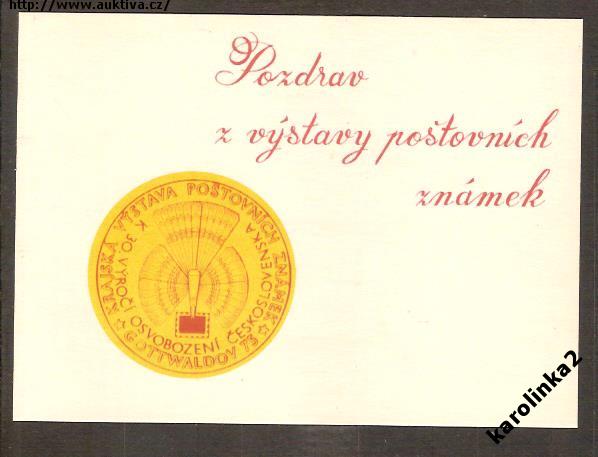 http://www.auktiva.cz/
Pozdrav
z výstavy poštovních
známek
KRAJSKÁ VÝSTAVA POŠTOVNÍCH ZNÁMEK
K 30. VÝROČÍ OSVOBOZENÍ ČESKOSLOVENSKA
GOTTWALDOV 75
karolinka2